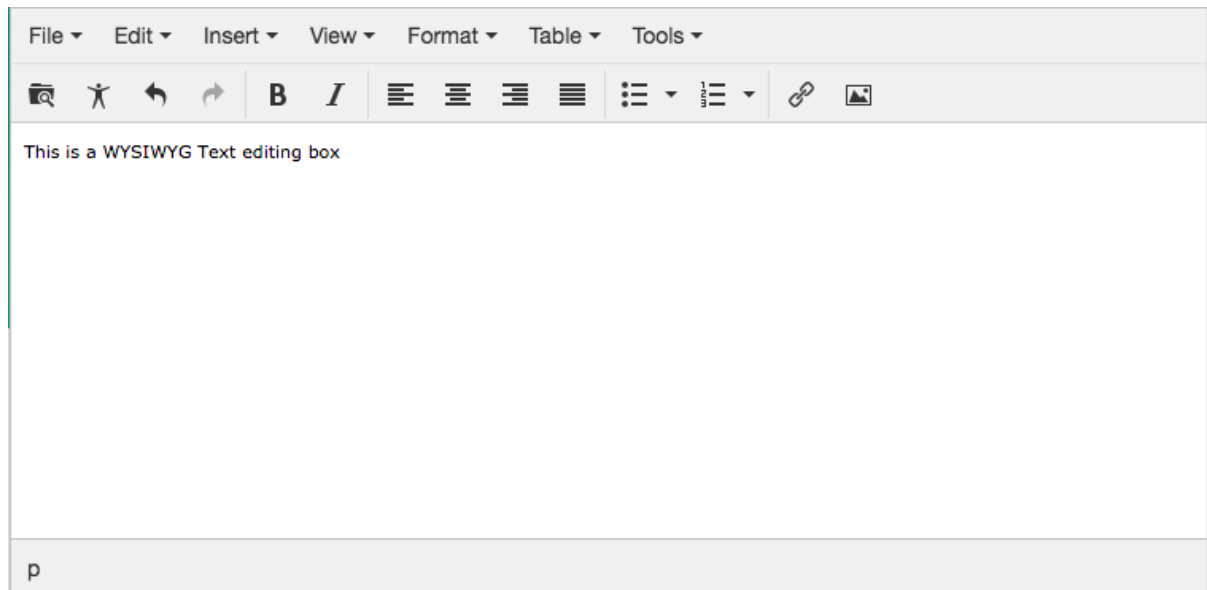 File Edit Insert View Format Table Tools
B I
This is a WYSIWYG Text editing box
p